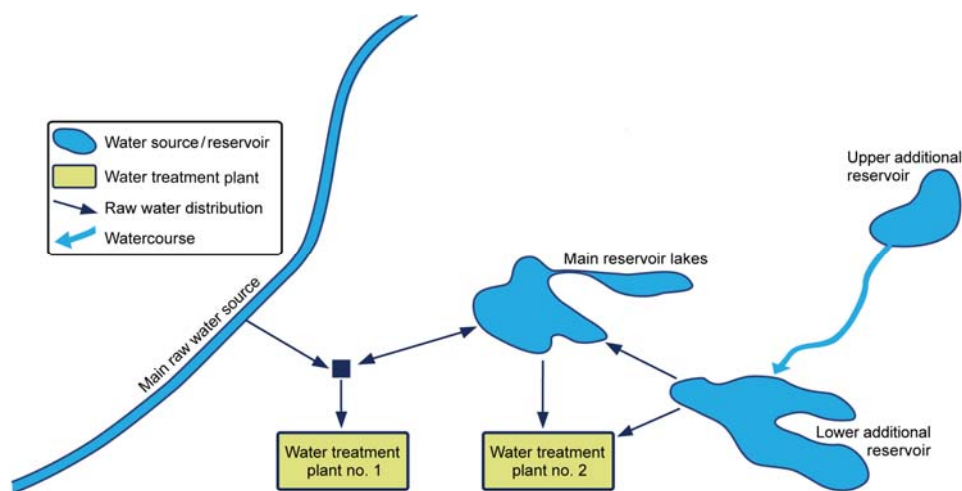 Water source/reservoir
Water treatment plant
Raw water distribution
Watercourse
Upper additional
reservoir
Main reservoir lakes
Main raw water source
Lower additional
reservoir
Water treatment
plant no. 1
Water treatment
plant no. 2